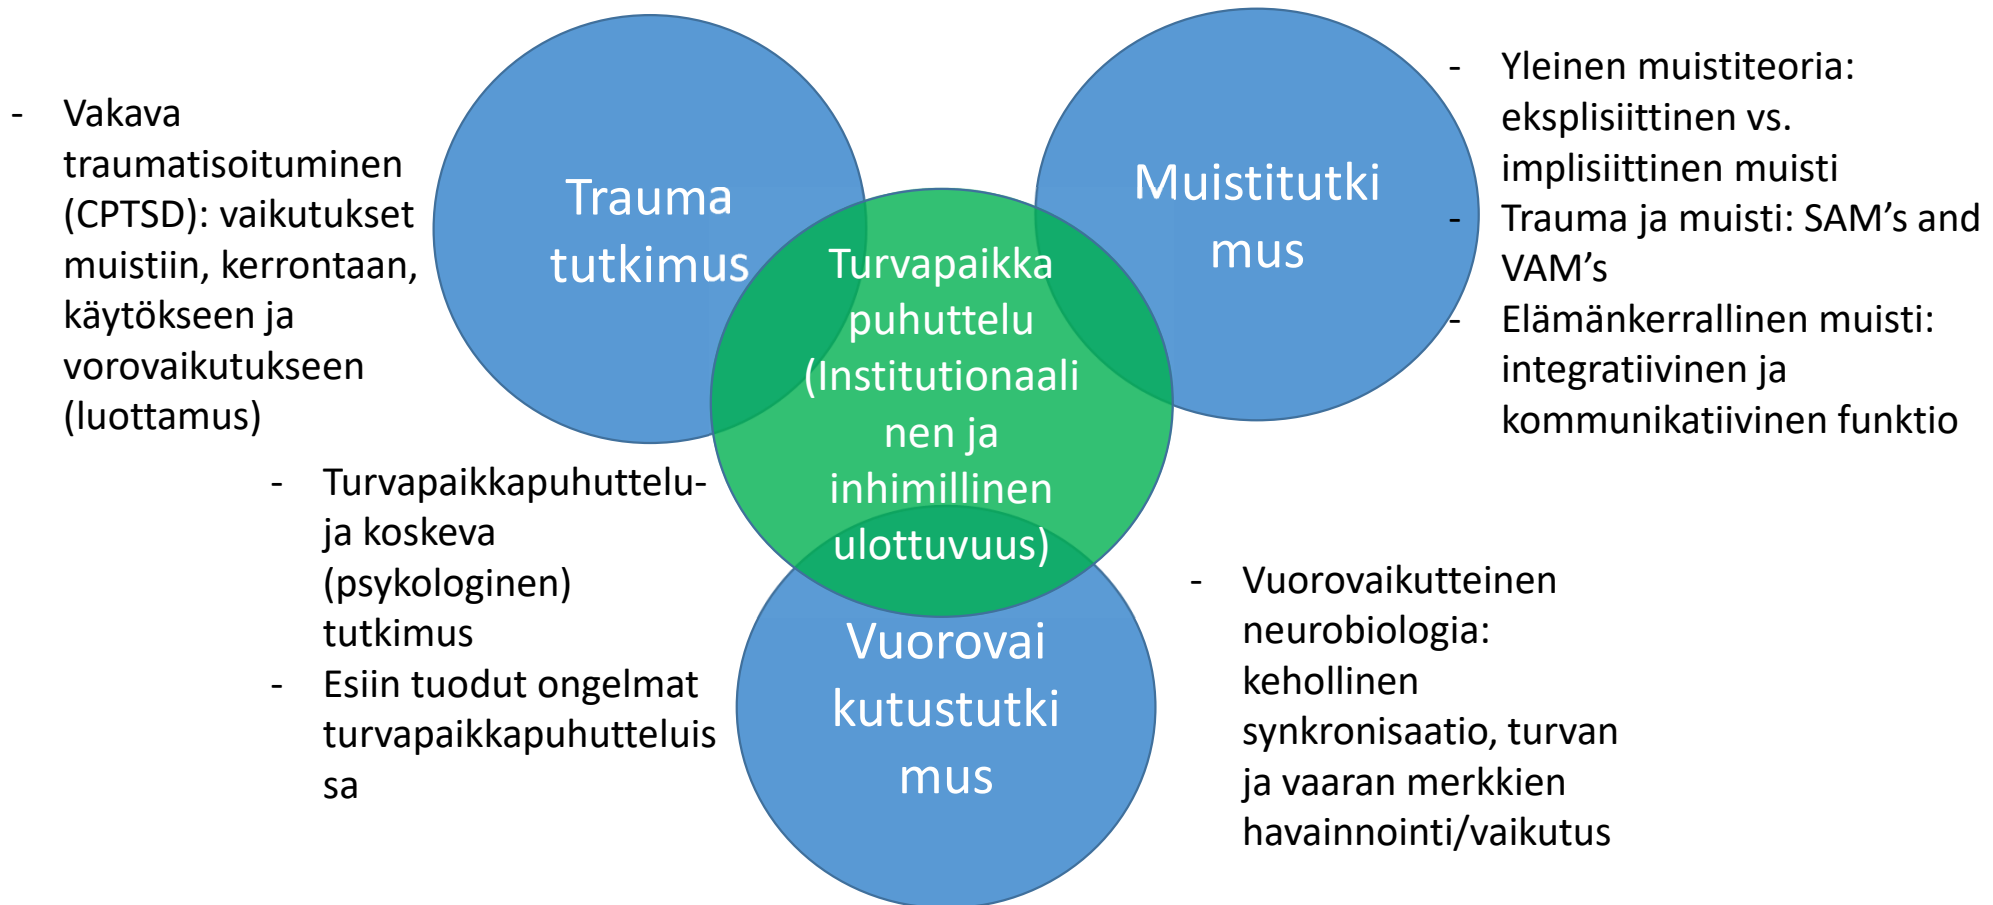 - Vakava
traumatisoituminen
(CPTSD): vaikutukset
muistiin, kerrontaan,
käytökseen ja
vorovaikutukseen
(luottamus)
Trauma
tutkimus
Muistitutki
mus
- Yleinen muistiteoria:
eksplisiittinen vs.
implisiittinen muisti
- Trauma ja muisti: SAM’s and
VAM’s
- Elämänkerrallinen muisti:
integratiivinen ja
kommunikatiivinen funktio
Turvapaikka
puhuttelu
(Institutionaali
nen ja
inhimillinen
ulottuvuus)
- Turvapaikkapuhuttelu-
ja koskeva
(psykologinen)
tutkimus
- Esiin tuodut ongelmat
turvapaikkapuhutteluis
sa
Vuorovai
kutustutki
mus
- Vuorovaikutteinen
neurobiologia:
kehollinen
synkronisaatio, turvan
ja vaaran merkkien
havainnointi/vaikutus